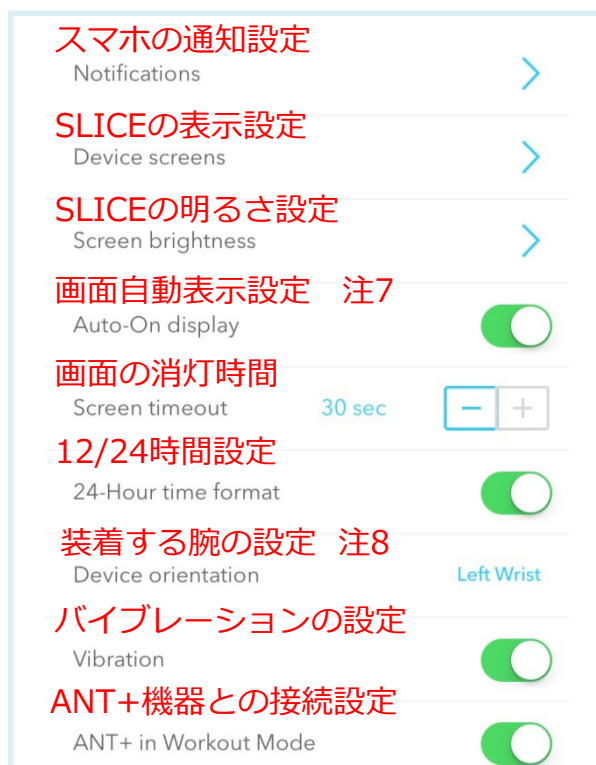 スマホの通知設定
Notifications
SLICEの表示設定
Device screens
SLICEの明るさ設定
Screen brightness
画面自動表示設定　注7
Auto-On display
画面の消灯時間
Screen timeout 30 sec − +
12/24時間設定
24-Hour time format
装着する腕の設定 注8
Device orientation Left Wrist
バイブレーションの設定
Vibration
ANT+機器との接続設定
ANT+ in Workout Mode